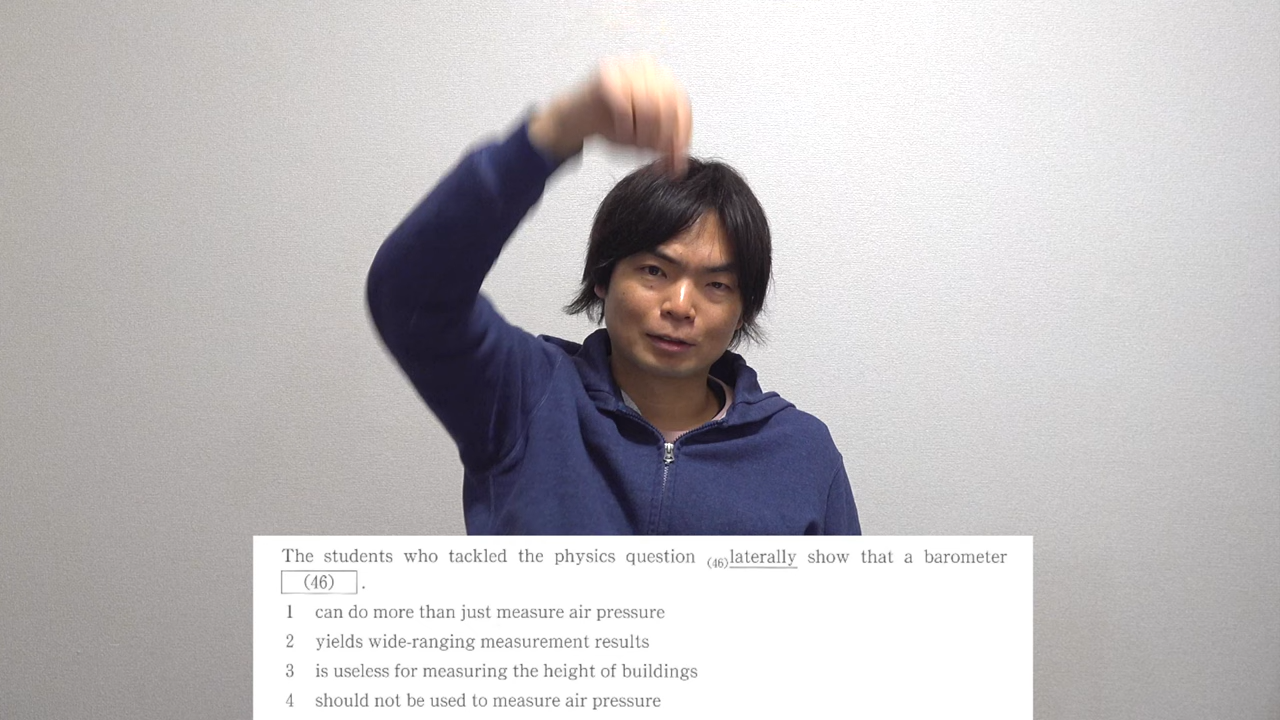 The students who tackled the physics question (46)laterally show that a barometer
(46) .
1 can do more than just measure air pressure
2 yields wide-ranging measurement results
3 is useless for measuring the height of buildings
4 should not be used to measure air pressure